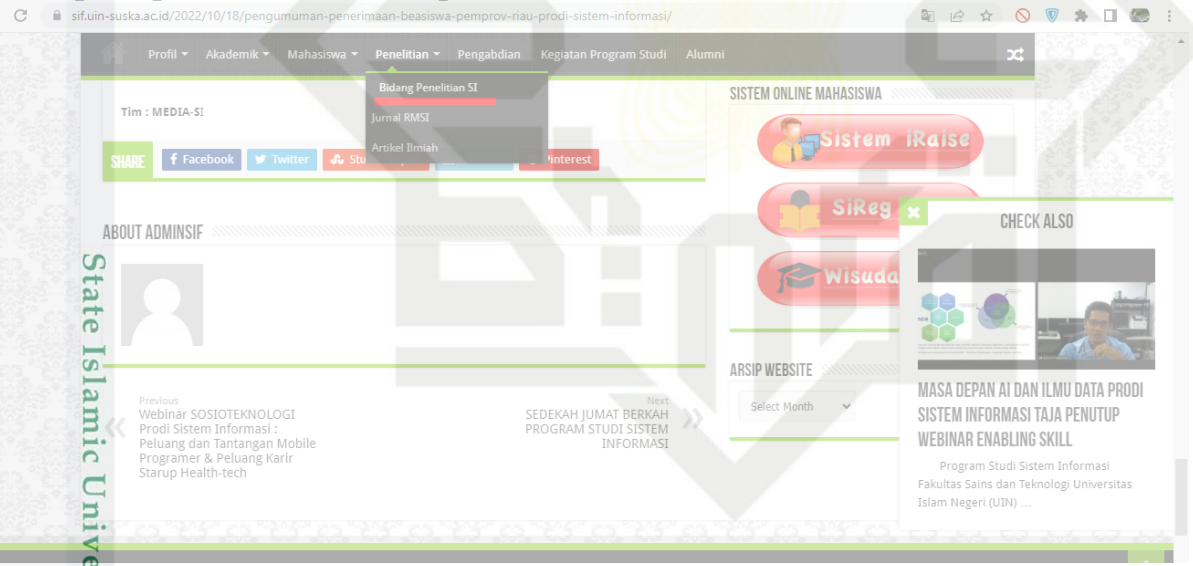 sif.uin-suska.ac.id/2022/10/18/pengumuman-penerimaan-beasiswa-pemprov-riau-prodi-sistem-informasi/
Profil Akademik Mahasiswa Penelitian Pengabdian Kegiatan Program Studi Alumni
Bidang Penelitian SI
Jurnal RMSI
Artikel Ilmiah
Tim : MEDIA-SI
SHARE Facebook Twitter
ABOUT ADMINSIF
Previous
Webinar SOSIOTEKNOLOGI
Prodi Sistem Informasi :
Peluang dan Tantangan Mobile
Programer & Peluang Karir
Starup Health-tech
Next
SEDEKAH JUMAT BERKAH
PROGRAM STUDI SISTEM
INFORMASI
SISTEM ONLINE MAHASISWA
Sistem iRaise
SiReg
Wisuda
ARSIP WEBSITE
Select Month
CHECK ALSO
MASA DEPAN AI DAN ILMU DATA PRODI
SISTEM INFORMASI TAJA PENUTUP
WEBINAR ENABLING SKILL
Program Studi Sistem Informasi
Fakultas Sains dan Teknologi Universitas
Islam Negeri (UIN) ...
State Islamic Unive